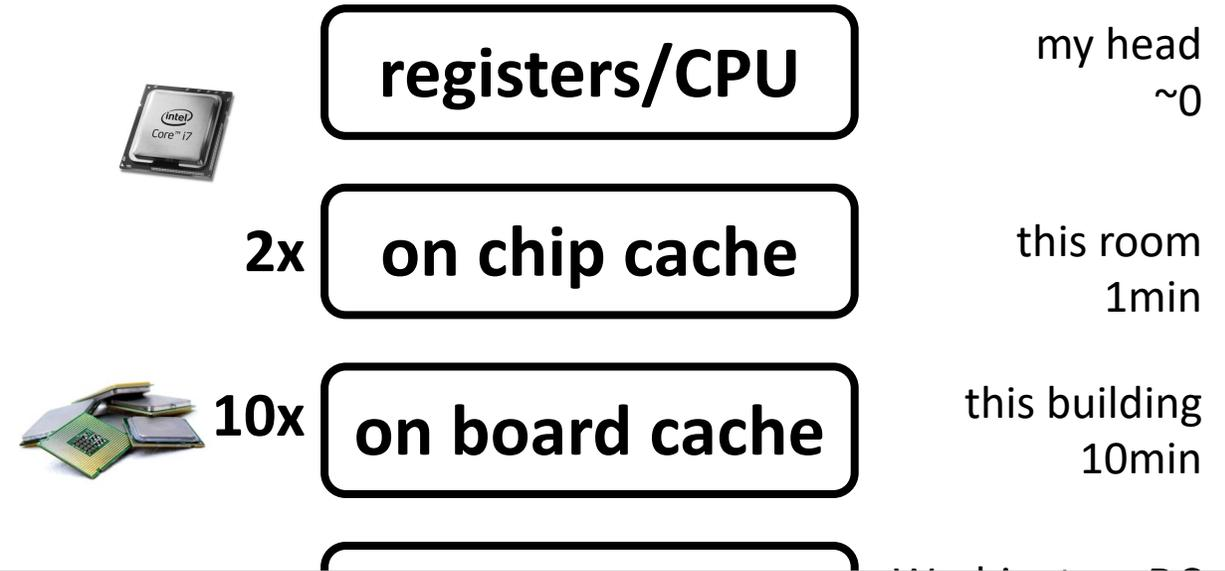 registers/CPU
my head
~0
intel
Core™ i7
2x
on chip cache
this room
1min
10x
on board cache
this building
10min